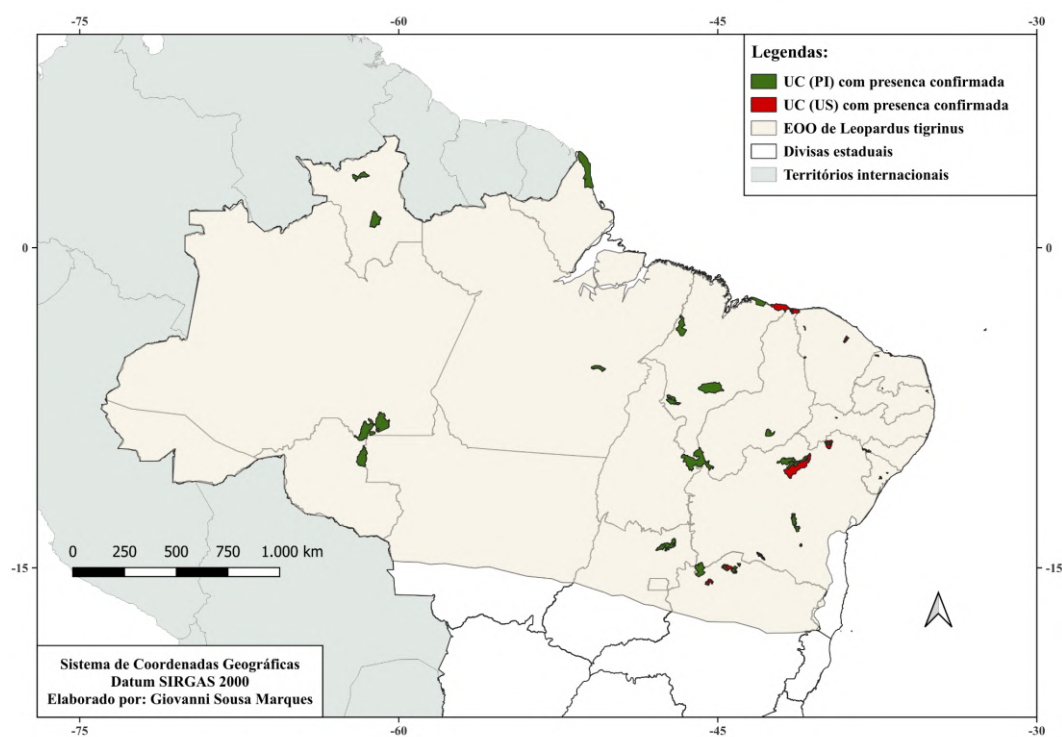 -75
-60
-45
-30
Legendas:
UC (PI) com presenca confirmada
UC (US) com presenca confirmada
EOO de Leopardus tigrinus
Divisas estaduais
Territórios internacionais
0
0
0 250 500 750 1.000 km
-15
-15
Sistema de Coordenadas Geográficas
Datum SIRGAS 2000
Elaborado por: Giovanni Sousa Marques
-75
-60
-45
-30